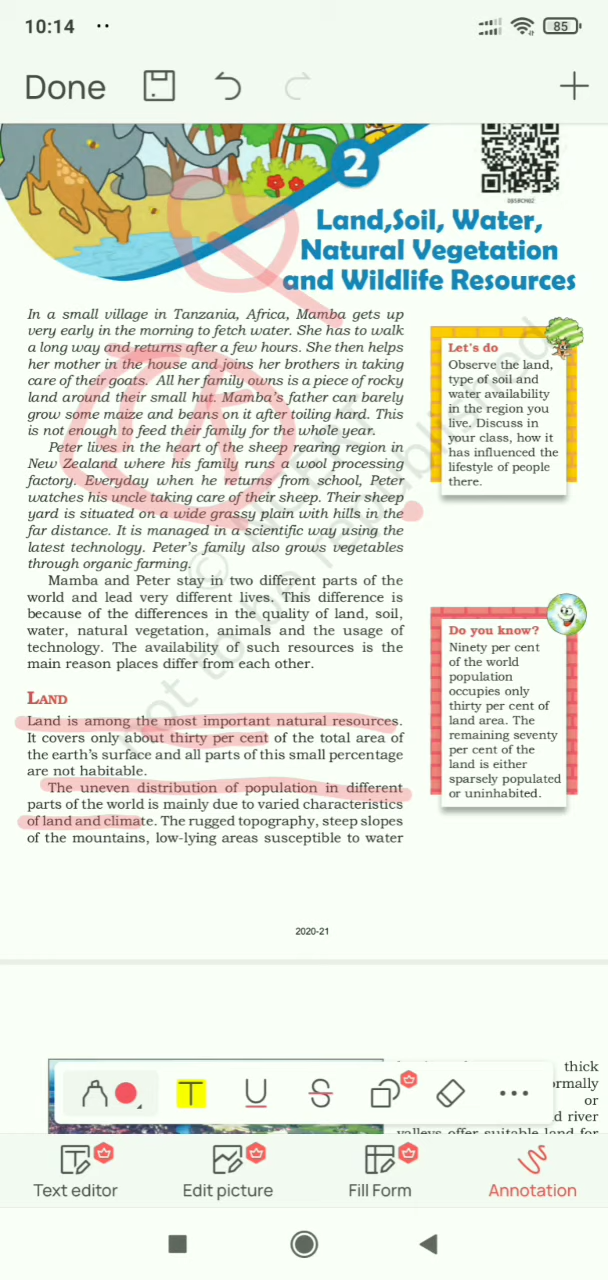 10:14
85
Done
2
0858CH02
Land,Soil, Water,
Natural Vegetation
and Wildlife Resources
In a small village in Tanzania, Africa, Mamba gets up
very early in the morning to fetch water. She has to walk
a long way and returns after a few hours. She then helps
her mother in the house and joins her brothers in taking
care of their goats. All her family owns is a piece of rocky
land around their small hut. Mamba's father can barely
grow some maize and beans on it after toiling hard. This
is not enough to feed their family for the whole year.
Peter lives in the heart of the sheep rearing region in
New Zealand where his family runs a wool processing
factory. Everyday when he returns from school, Peter
watches his uncle taking care of their sheep. Their sheep
yard is situated on a wide grassy plain with hills in the
far distance. It is managed in a scientific way using the
latest technology. Peter's family also grows vegetables
through organic farming.
Mamba and Peter stay in two different parts of the
world and lead very different lives. This difference is
because of the differences in the quality of land, soil,
water, natural vegetation, animals and the usage of
technology. The availability of such resources is the
main reason places differ from each other.
LAND
Land is among the most important natural resources.
It covers only about thirty per cent of the total area of
the earth's surface and all parts of this small percentage
are not habitable.
The uneven distribution of population in different
parts of the world is mainly due to varied characteristics
of land and climate. The rugged topography, steep slopes
of the mountains, low-lying areas susceptible to water
Let's do
Observe the land,
type of soil and
water availability
in the region you
live. Discuss in
your class, how it
has influenced the
lifestyle of people
there.
Do you know?
Ninety per cent
of the world
population
occupies only
thirty per cent of
land area. The
remaining seventy
per cent of the
land is either
sparsely populated
or uninhabited.
not to be republished
2020-21
thick
or
river
valleys offer suitable land for
T
U
S
Text editor
Edit picture
Fill Form
Annotation